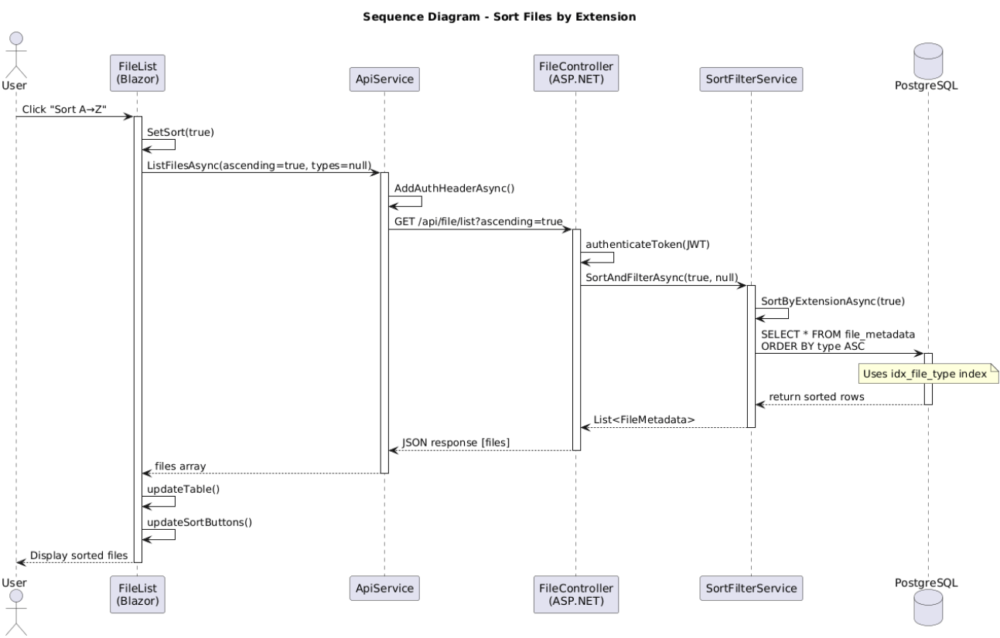 Sequence Diagram - Sort Files by Extension
User
FileList
(Blazor)
ApiService
FileController
(ASP.NET)
SortFilterService
PostgreSQL
Click "Sort A→Z"
SetSort(true)
ListFilesAsync(ascending=true, types=null)
AddAuthHeaderAsync()
GET /api/file/list?ascending=true
authenticateToken(JWT)
SortAndFilterAsync(true, null)
SortByExtensionAsync(true)
SELECT * FROM file_metadata
ORDER BY type ASC
Uses idx_file_type index
return sorted rows
List<FileMetadata>
JSON response [files]
files array
updateTable()
updateSortButtons()
Display sorted files
User
FileList
(Blazor)
ApiService
FileController
(ASP.NET)
SortFilterService
PostgreSQL